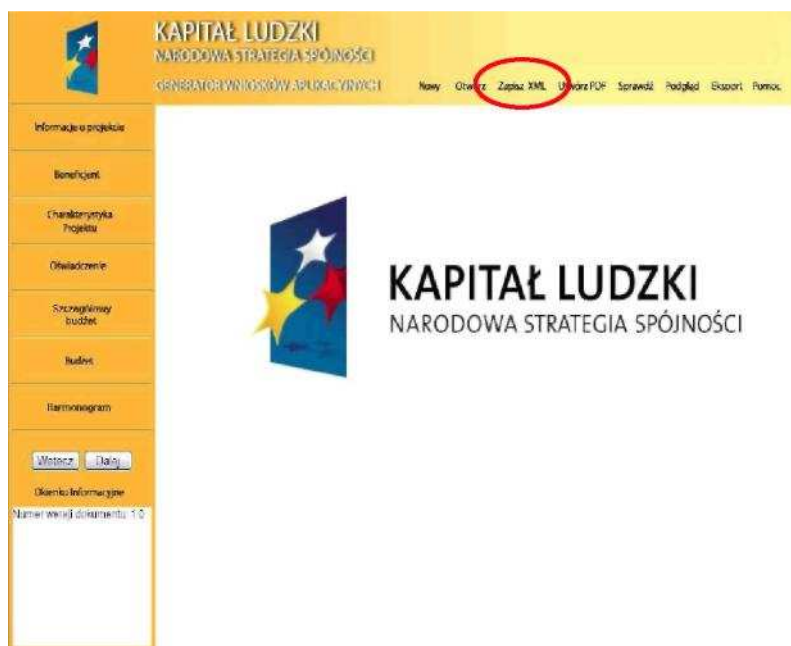 KAPITAŁ LUDZKI
NARODOWA STRATEGIA SPÓJNOŚCI
GENERATOR WNIOSKÓW APLIKACYJNYCH
Nowy Otwórz Zapisz XML Utwórz PDF Sprawdź Podgląd Eksport Pomoc
Informacje o projekcie
Beneficjent
Charakterystyka
Projektu
Oświadczenie
Szczegółowy
budżet
Budżet
Harmonogram
Wstecz Dalej
Okienko Informacyjne
Numer wersji dokumentu: 1.0
KAPITAŁ LUDZKI
NARODOWA STRATEGIA SPÓJNOŚCI